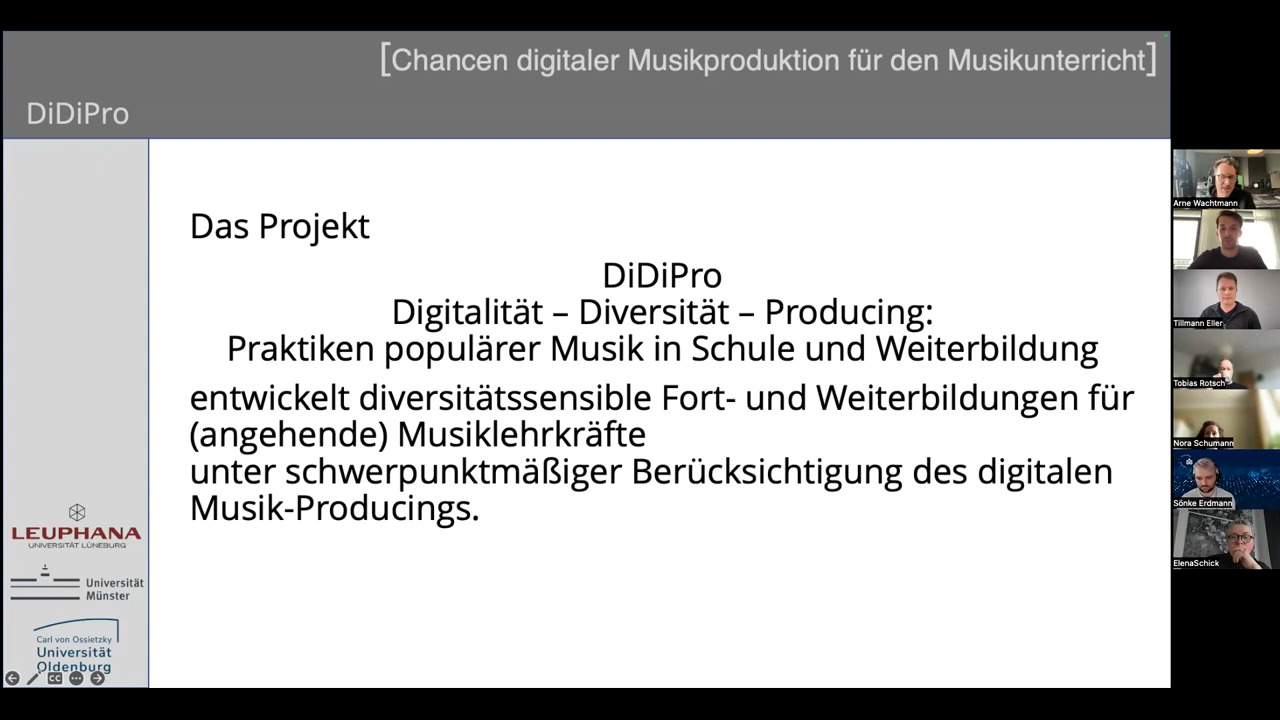 [Chancen digitaler Musikproduktion für den Musikunterricht]
DiDiPro
Das Projekt
DiDiPro
Digitalität – Diversität – Producing:
Praktiken populärer Musik in Schule und Weiterbildung
entwickelt diversitätssensible Fort- und Weiterbildungen für
(angehende) Musiklehrkräfte
unter schwerpunktmäßiger Berücksichtigung des digitalen
Musik-Producings.
LEUPHANA
UNIVERSITÄT LÜNEBURG
Universität
Münster
Carl von Ossietzky
Universität
Oldenburg
CC
Arne Wachtmann
Tillmann Eller
Tobias Rotsch
Nora Schumann
Sönke Erdmann
ElenaSchick